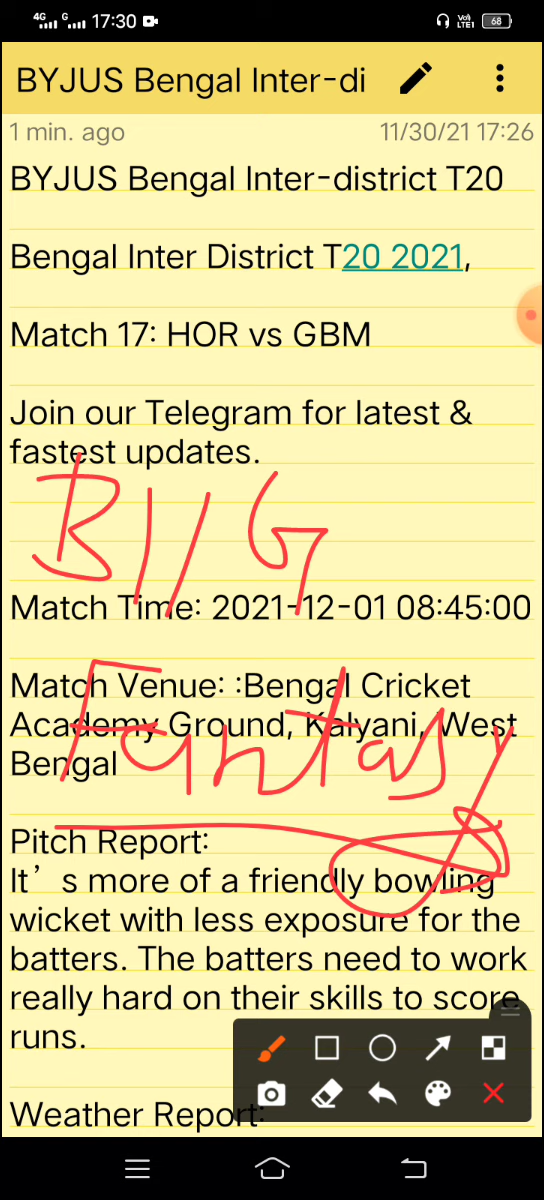 4G G 17:30 Vo) LTE1 68
BYJUS Bengal Inter-di
1 min. ago 11/30/21 17:26
BYJUS Bengal Inter-district T20
Bengal Inter District T20 2021,
Match 17: HOR vs GBM
Join our Telegram for latest &
fastest updates.
Match Time: 2021-12-01 08:45:00
Match Venue: :Bengal Cricket
Academy Ground, Kalyani, West
Bengal
Fantasy
Pitch Report:
It’s more of a friendly bowling
wicket with less exposure for the
batters. The batters need to work
really hard on their skills to score
runs.
Weather Report: